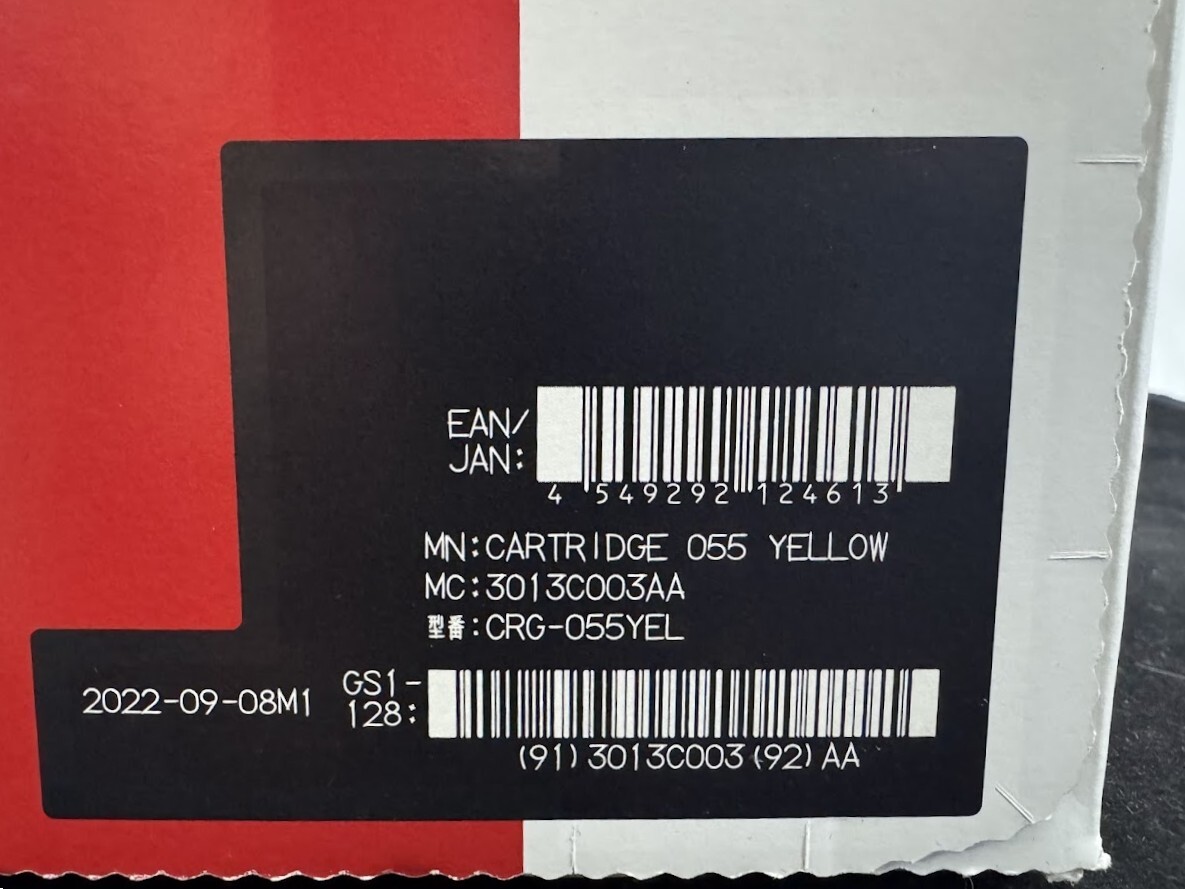 EAN/
JAN:
4 549292 124613
MN:CARTRIDGE 055 YELLOW
MC:3013C003AA
型番:CRG-055YEL
2022-09-08M1
GS1-
128:
(91)3013C003(92)AA